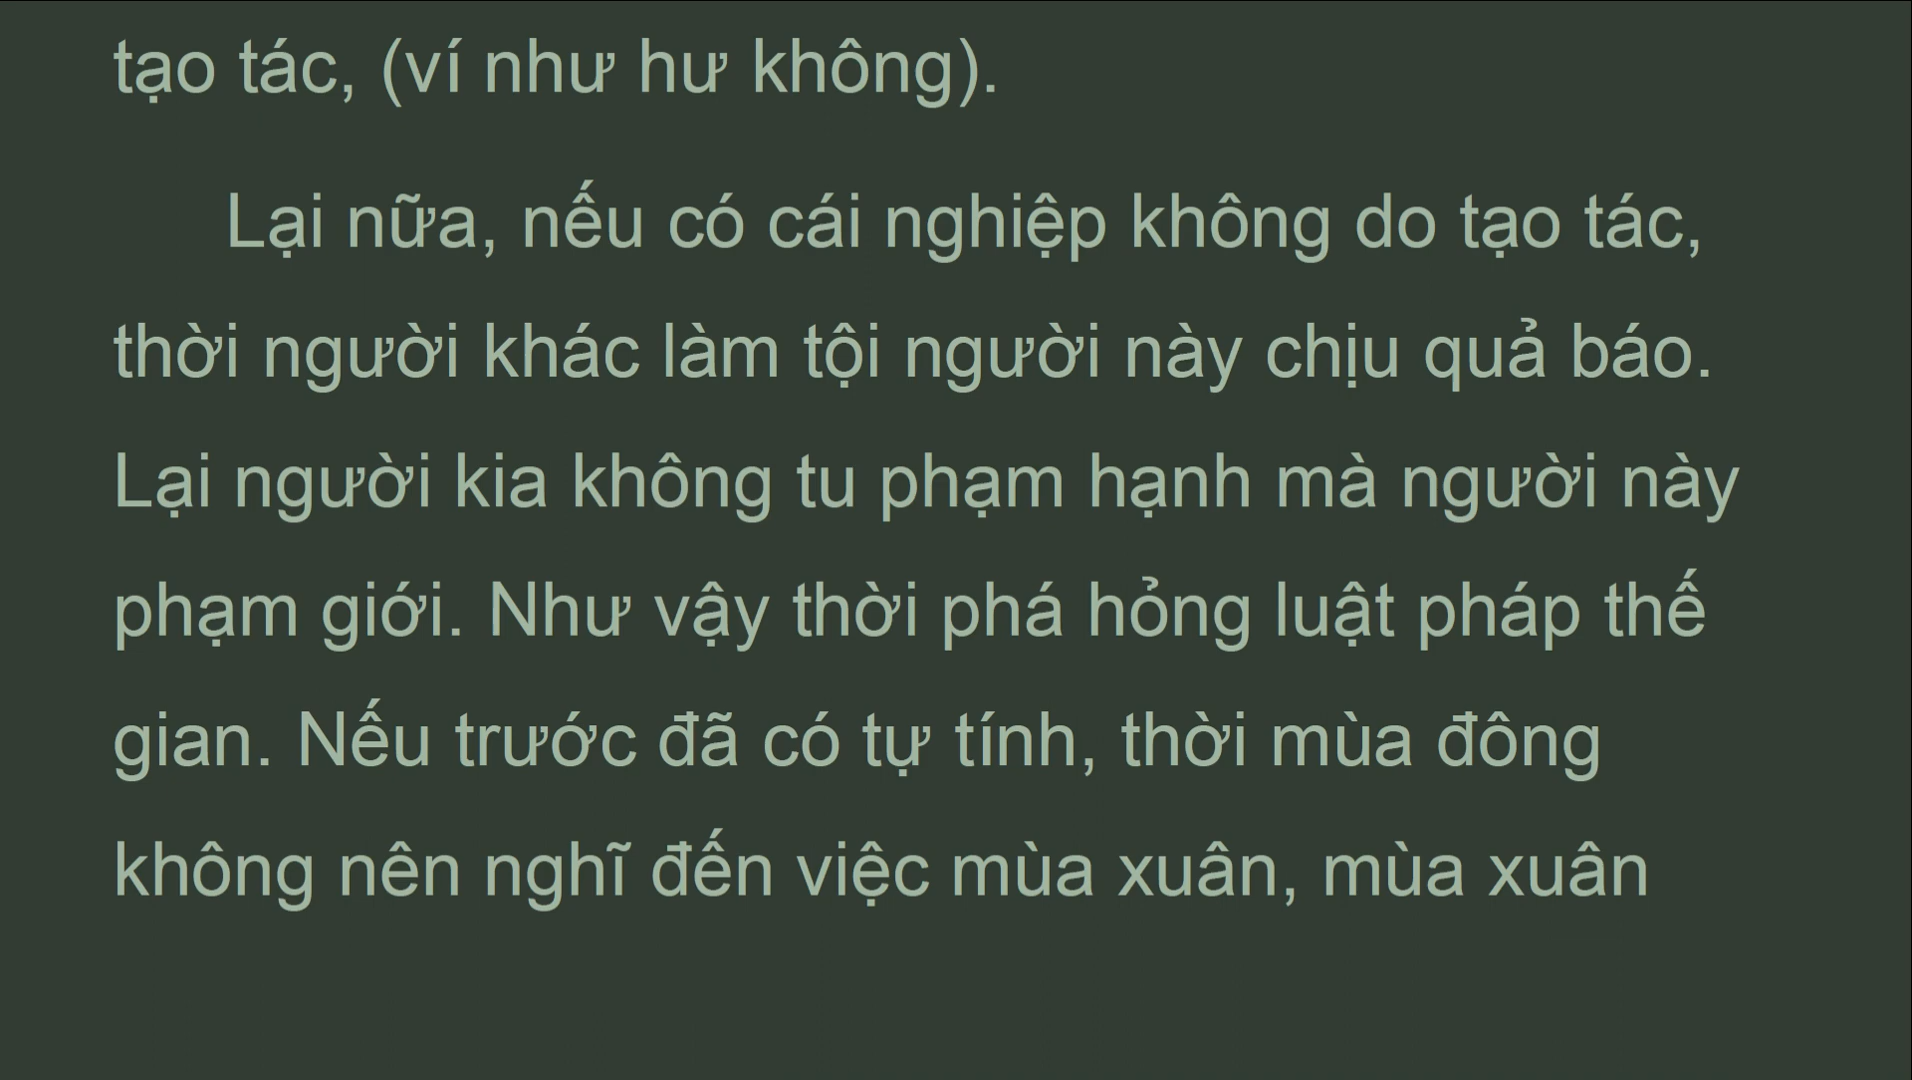 tạo tác, (ví như hư không).
Lại nữa, nếu có cái nghiệp không do tạo tác,
thời người khác làm tội người này chịu quả báo.
Lại người kia không tu phạm hạnh mà người này
phạm giới. Như vậy thời phá hỏng luật pháp thế
gian. Nếu trước đã có tự tính, thời mùa đông
không nên nghĩ đến việc mùa xuân, mùa xuân